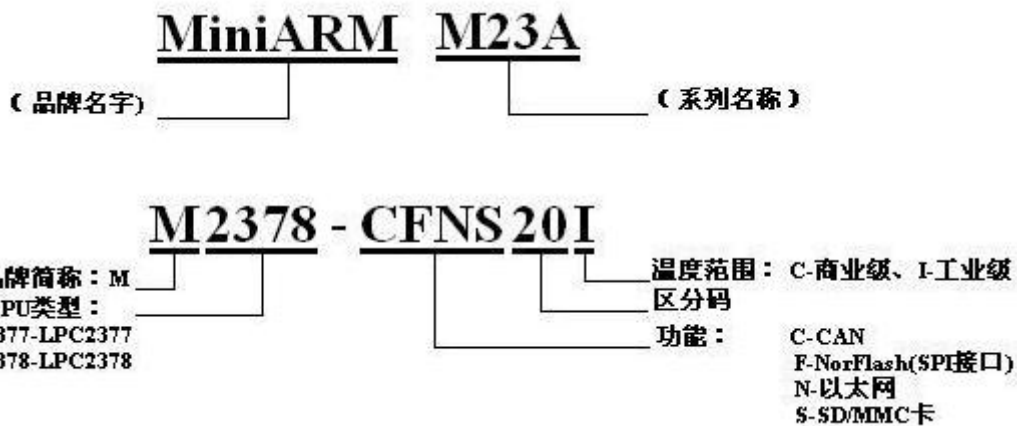 MiniARM M23A
( 品牌名字)
( 系列名称 )
M2378 - CFNS20I
牌简称：M
PU类型：
377-LPC2377
378-LPC2378
温度范围： C-商业级、I-工业级
区分码
功能： C-CAN
F-NorFlash(SPI接口)
N-以太网
S-SD/MMC卡